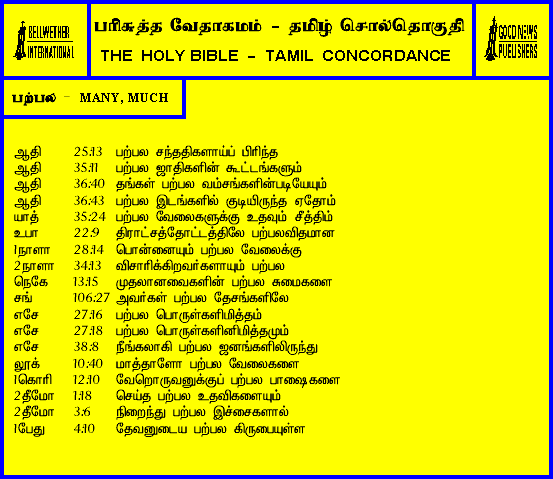 BELLWETHER
INTERNATIONAL
பரிசுத்த வேதாகமம் - தமிழ் சொல்தொகுதி
THE HOLY BIBLE - TAMIL CONCORDANCE
GOOD NEWS
PUBLISHERS
பற்பல - MANY, MUCH
ஆதி 25:13 பற்பல சந்ததிகளாய்ப் பிரிந்த
ஆதி 35:11 பற்பல ஜாதிகளின் கூட்டங்களும்
ஆதி 36:40 தங்கள் பற்பல வம்சங்களின்படியேயும்
ஆதி 36:43 பற்பல இடங்களில் குடியிருந்த ஏதோம்
யாத் 35:24 பற்பல வேலைகளுக்கு உதவும் சீத்திம்
உபா 22:9 திராட்சத்தோட்டத்திலே பற்பலவிதமான
1நாளா 28:14 பொன்னையும் பற்பல வேலைக்கு
2நாளா 34:13 விசாரிக்கிறவர்களாயும் பற்பல
நெகே 13:15 முதலானவைகளின் பற்பல சுமைகளை
சங் 106:27 அவர்கள் பற்பல தேசங்களிலே
எசே 27:16 பற்பல பொருள்களிமித்தம்
எசே 27:18 பற்பல பொருள்களினிமித்தமும்
எசே 38:8 நீங்கலாகி பற்பல ஜனங்களிலிருந்து
லூக் 10:40 மாத்தாளோ பற்பல வேலைகளை
1கொரி 12:10 வேறொருவனுக்குப் பற்பல பாஷைகளை
2தீமோ 1:18 செய்த பற்பல உதவிகளையும்
2தீமோ 3:6 நிறைந்து பற்பல இச்சைகளால்
1பேது 4:10 தேவனுடைய பற்பல கிருபையுள்ள